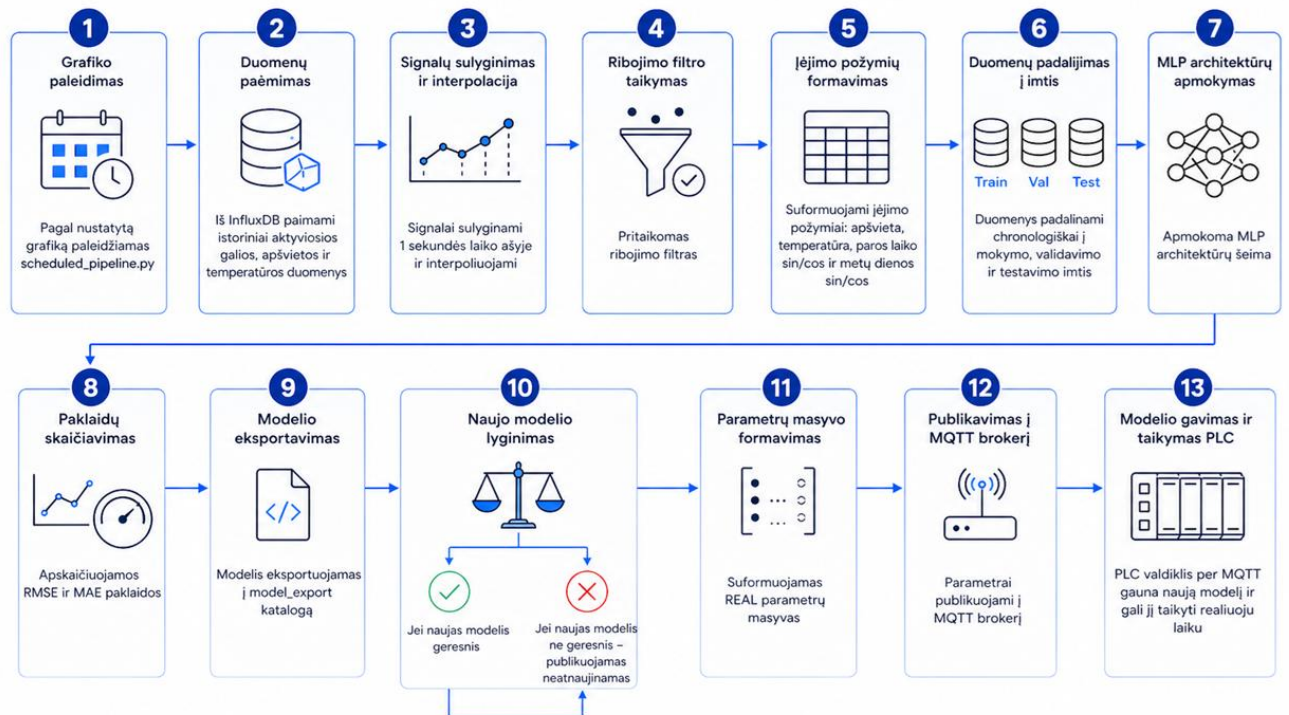 1
Grafiko
paleidimas
Pagal nustatytą
grafiką paleidžiamas
scheduled_pipeline.py
2
Duomenų
paėmimas
Iš InfluxDB paimami
istoriniai aktyviosios
galios, apšvietos ir
temperatūros duomenys
3
Signalų sulyginimas
ir interpolacija
Signalai sulyginami
1 sekundės laiko ašyje
ir interpoliuojami
4
Ribojimo filtro
taikymas
Pritaikomas
ribojimo filtras
5
Įėjimo požymių
formavimas
Suformuojami įėjimo
požymiai: apšvieta,
temperatūra, paros laiko
sin/cos ir metų dienos
sin/cos
6
Duomenų padalijimas
į imtis
Train Val Test
Duomenys padalinami
chronologiškai į
mokymo, validavimo
ir testavimo imtis
7
MLP architektūrų
apmokymas
Apmokoma MLP
architektūrų šeima
8
Paklaidų
skaičiavimas
Apskaičiuojamos
RMSE ir MAE paklaidos
9
Modelio
eksportavimas
</>
Modelis eksportuojamas
į model_export
katalogą
10
Naujo modelio
lyginimas
Jei naujas modelis
geresnis
Jei naujas modelis
ne geresnis –
publikuojamas
neatnaujinamas
11
Parametrų masyvo
formavimas
Suformuojamas
REAL parametrų
masyvas
12
Publikavimas į
MQTT brokerį
Parametrai
publikuojami į
MQTT brokerį
13
Modelio gavimas ir
taikymas PLC
PLC valdiklis per MQTT
gauna naują modelį ir
gali jį taikyti realiuoju
laiku